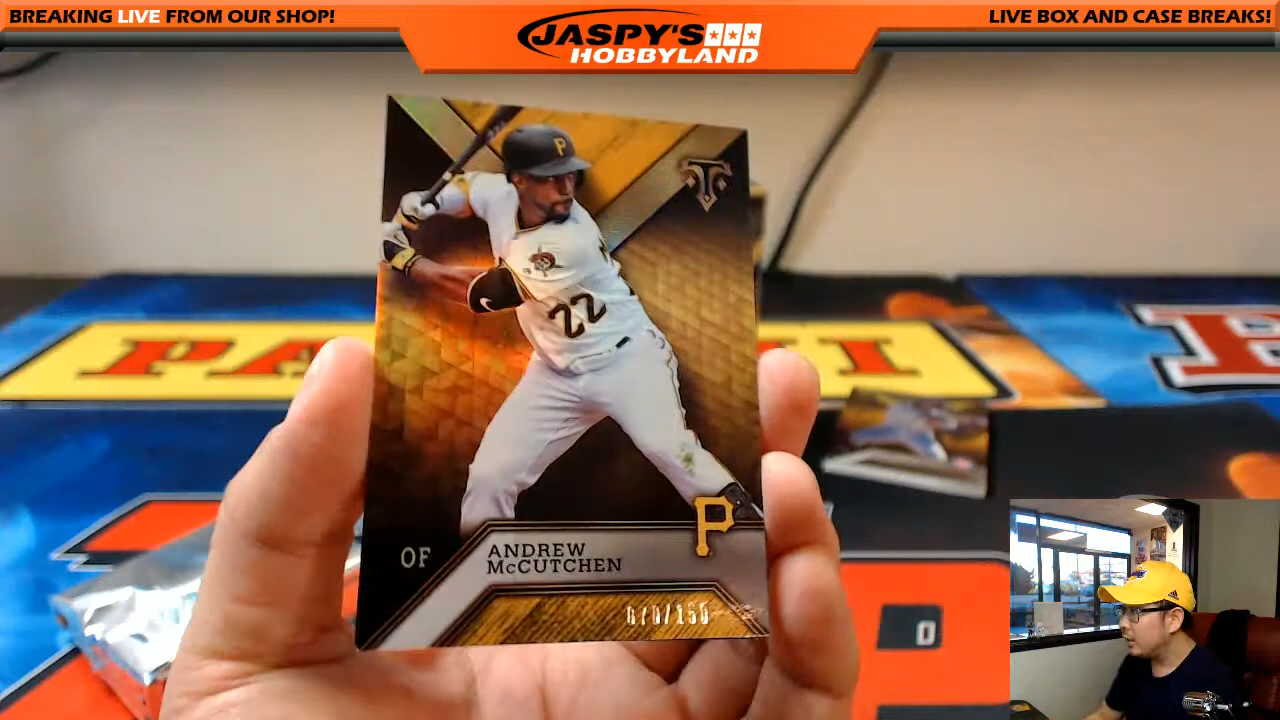 BREAKING LIVE FROM OUR SHOP!
JASPY'S
HOBBYLAND
LIVE BOX AND CASE BREAKS!
P
22
P
OF
ANDREW
McCUTCHEN